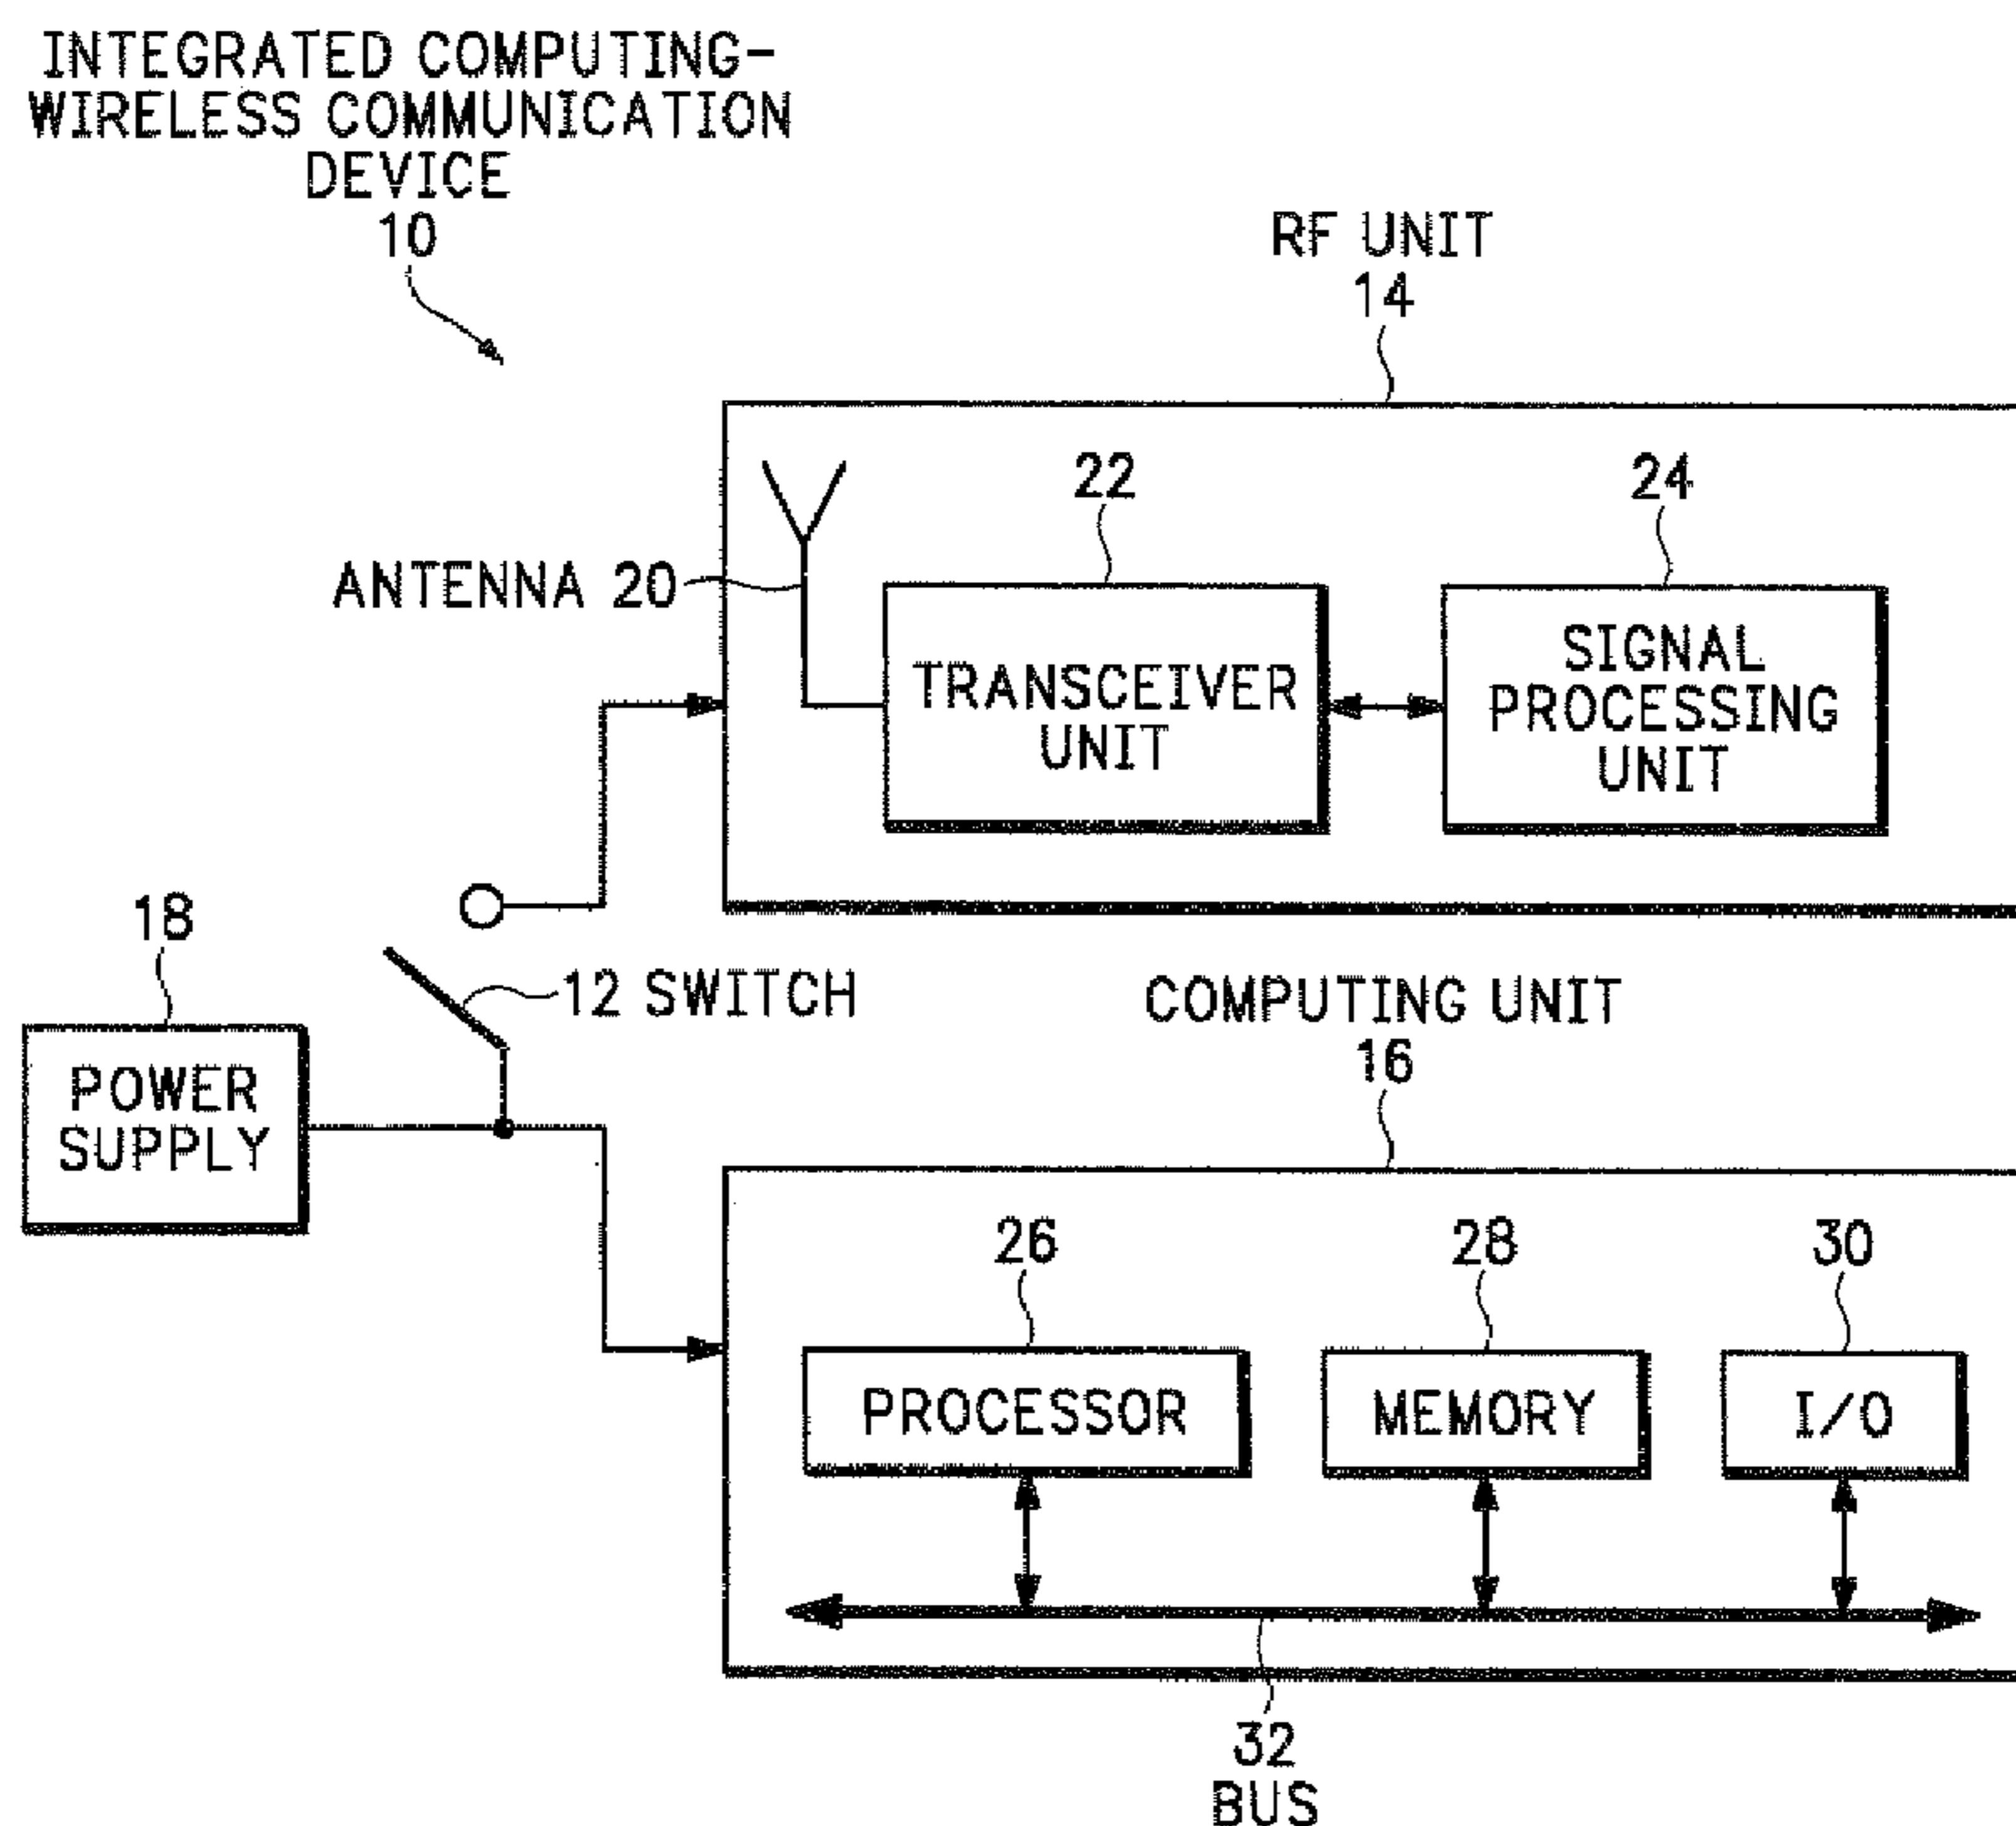 INTEGRATED COMPUTING-
WIRELESS COMMUNICATION
DEVICE
10
RF UNIT
14
22
24
ANTENNA 20
TRANSCEIVER
UNIT
SIGNAL
PROCESSING
UNIT
18
12 SWITCH
POWER
SUPPLY
COMPUTING UNIT
16
26
28
30
PROCESSOR
MEMORY
I/O
32
BUS